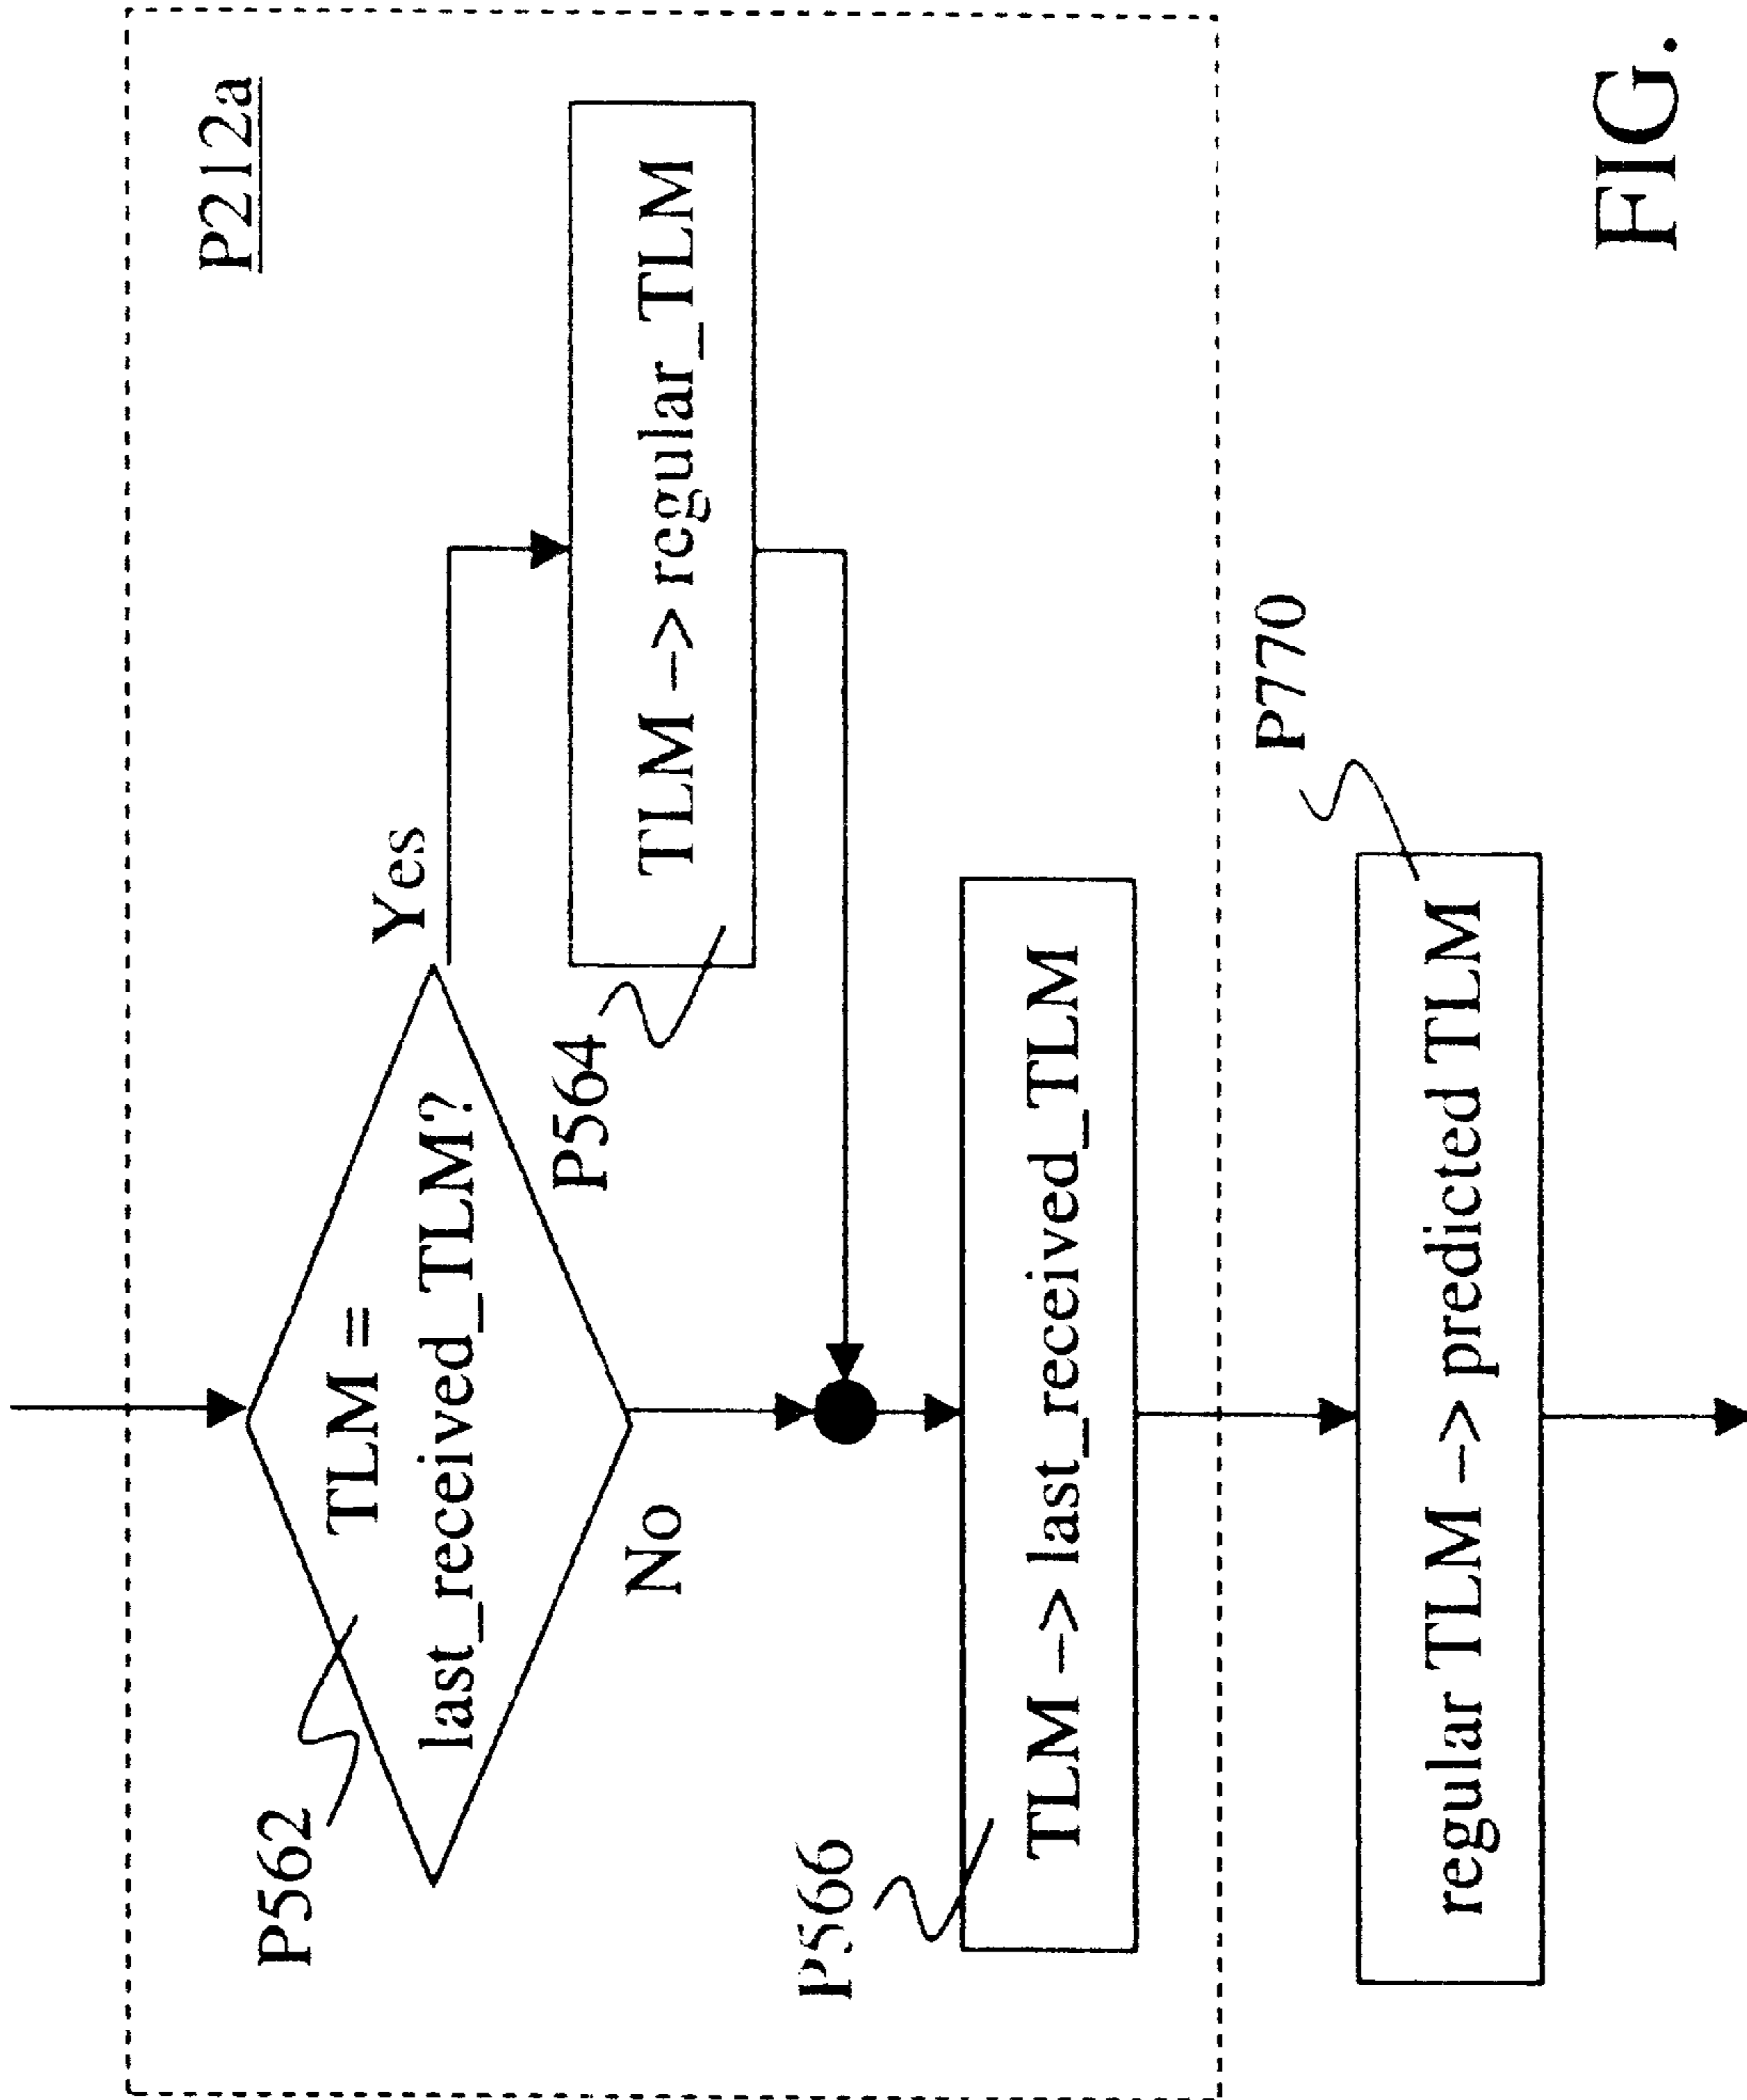 P212a
P562
TLM =
last_received_TLM?
Yes
No
P564
TLM –> regular_TLM
P566
TLM –> last_received_TLM
P770
regular TLM –> predicted TLM
FIG.